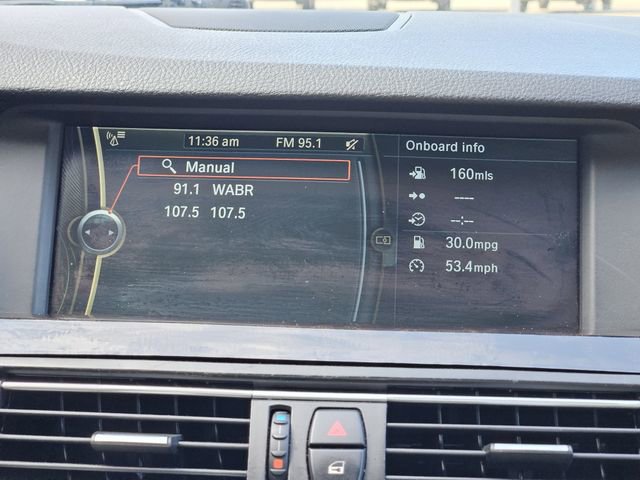 11:36 am FM 95.1
Manual
91.1 WABR
107.5 107.5
Onboard info
160mls
----
--:--
30.0mpg
53.4mph